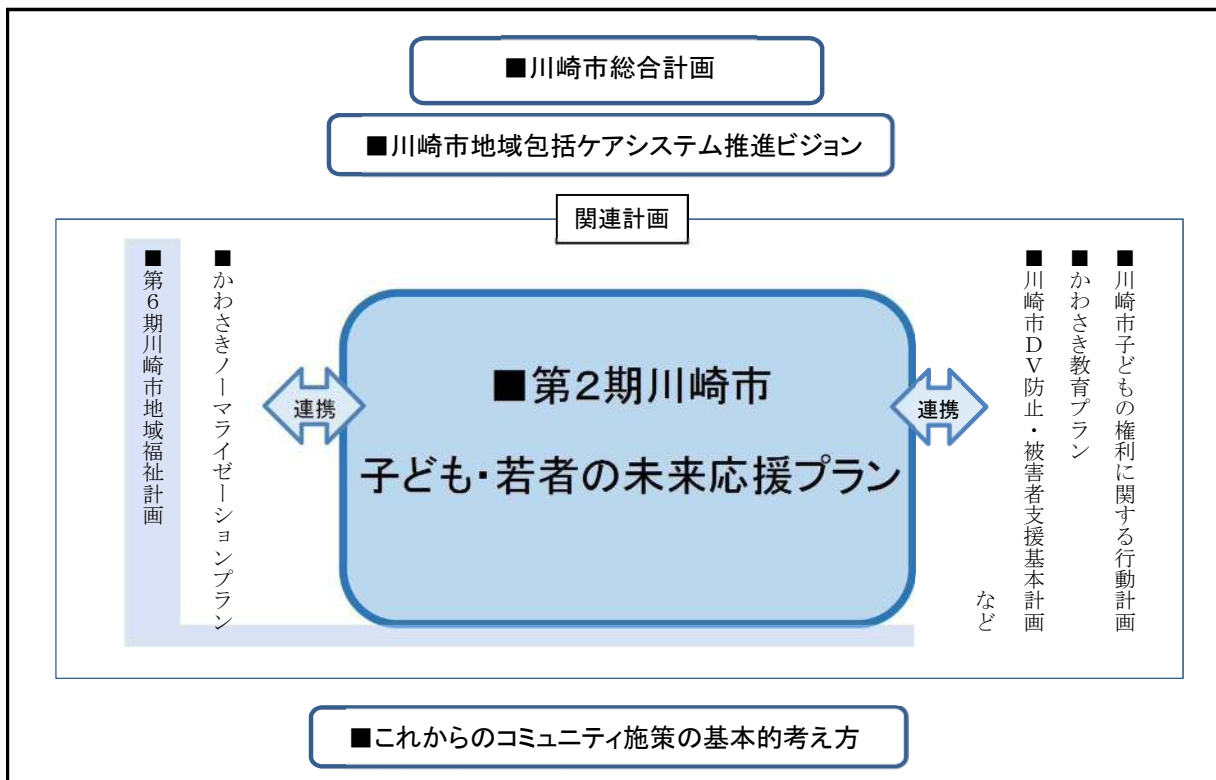 ■川崎市総合計画
■川崎市地域包括ケアシステム推進ビジョン
関連計画
■第6期川崎市地域福祉計画
■かわさきノーマライゼーションプラン
連携
■第2期川崎市
子ども・若者の未来応援プラン
連携
■川崎市子どもの権利に関する行動計画
■かわさき教育プラン
■川崎市DV防止・被害者支援基本計画
など
■これからのコミュニティ施策の基本的考え方